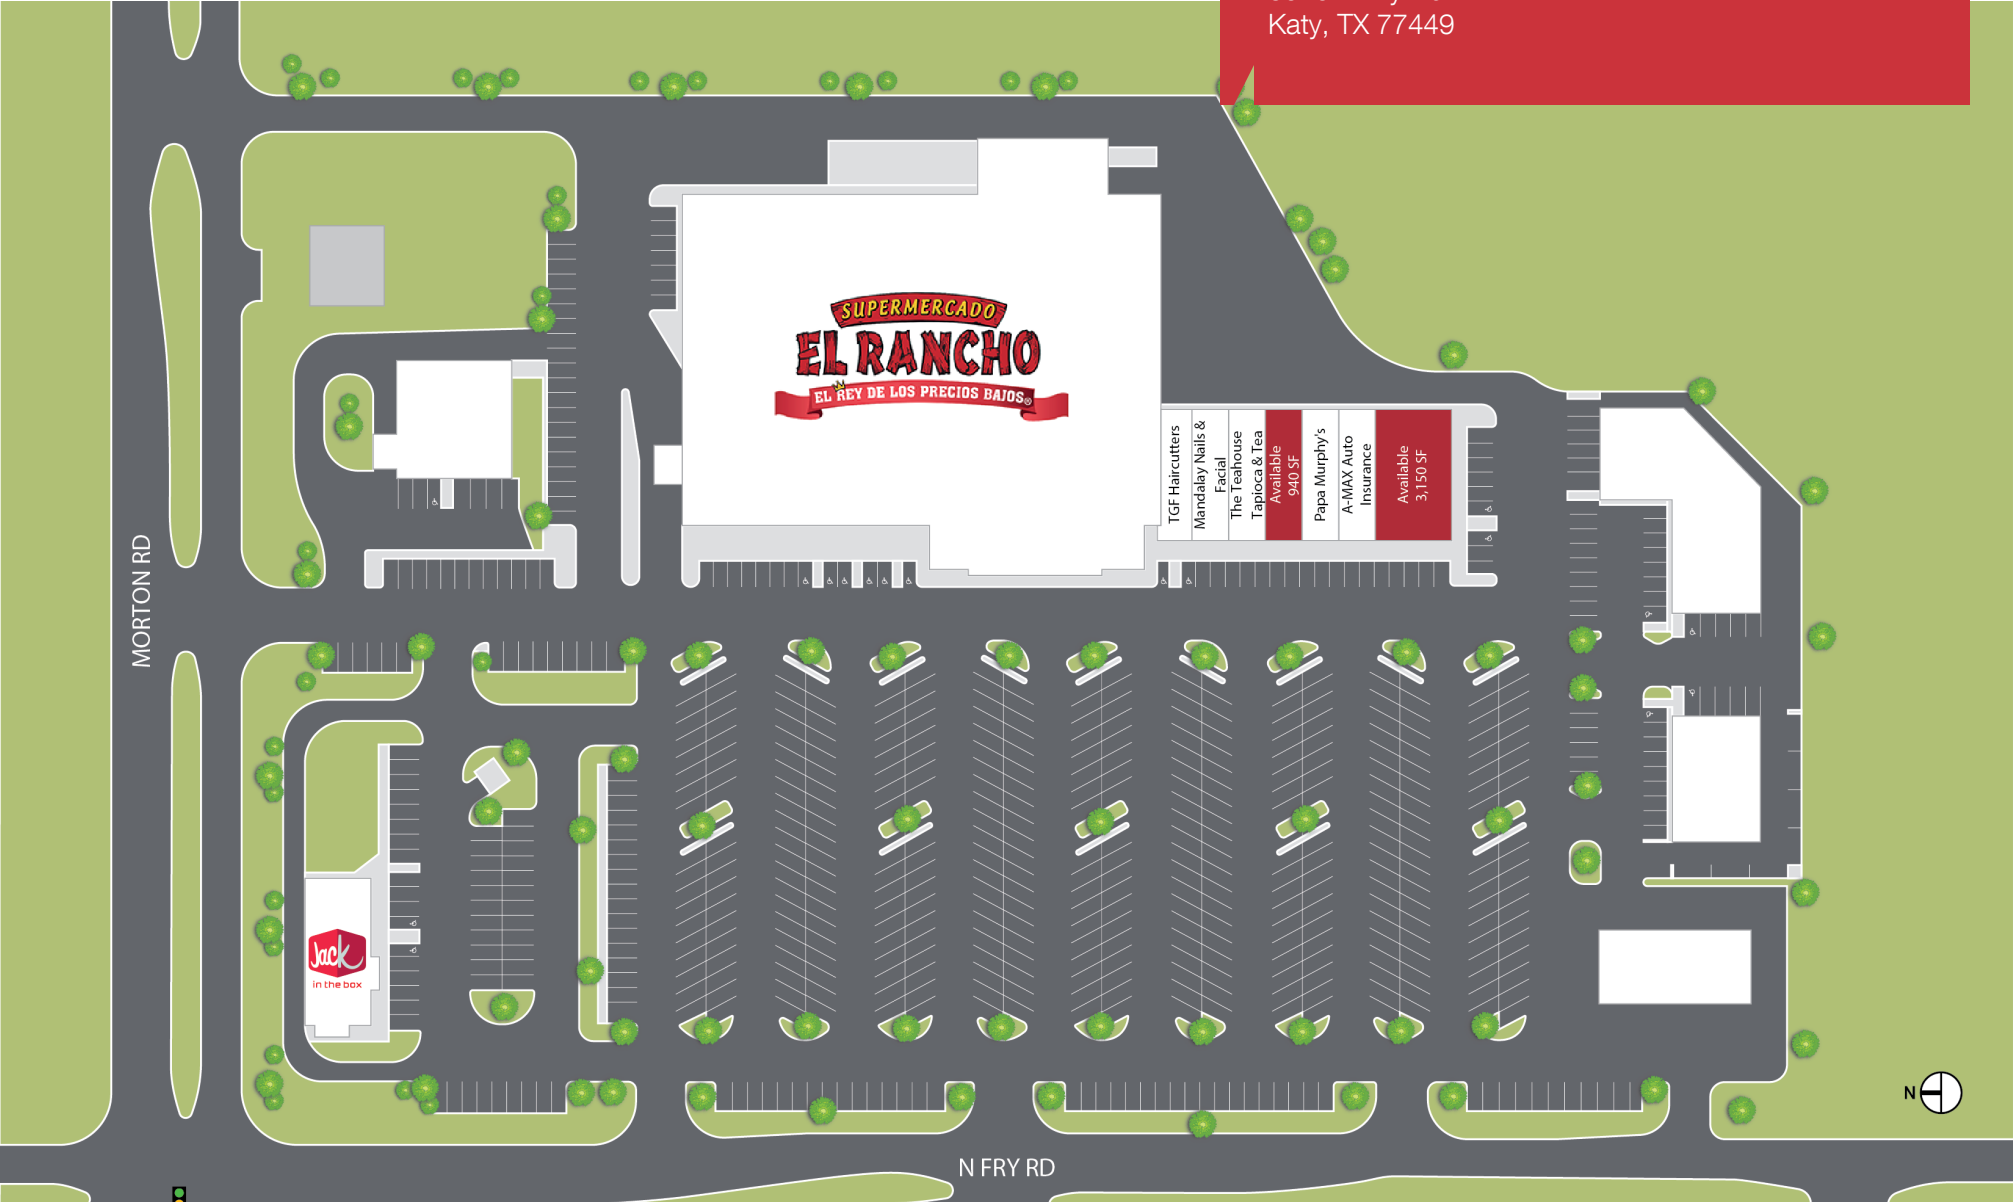 Katy, TX 77449
SUPERMERCADO
EL RANCHO
EL REY DE LOS PRECIOS BAJOS®
TGF Haircutters
Mandalay Nails &
Facial
The Teahouse
Tapioca & Tea
Available
940 SF
Papa Murphy's
A-MAX Auto
Insurance
Available
3,150 SF
MORTON RD
Jack
in the box
N
N FRY RD